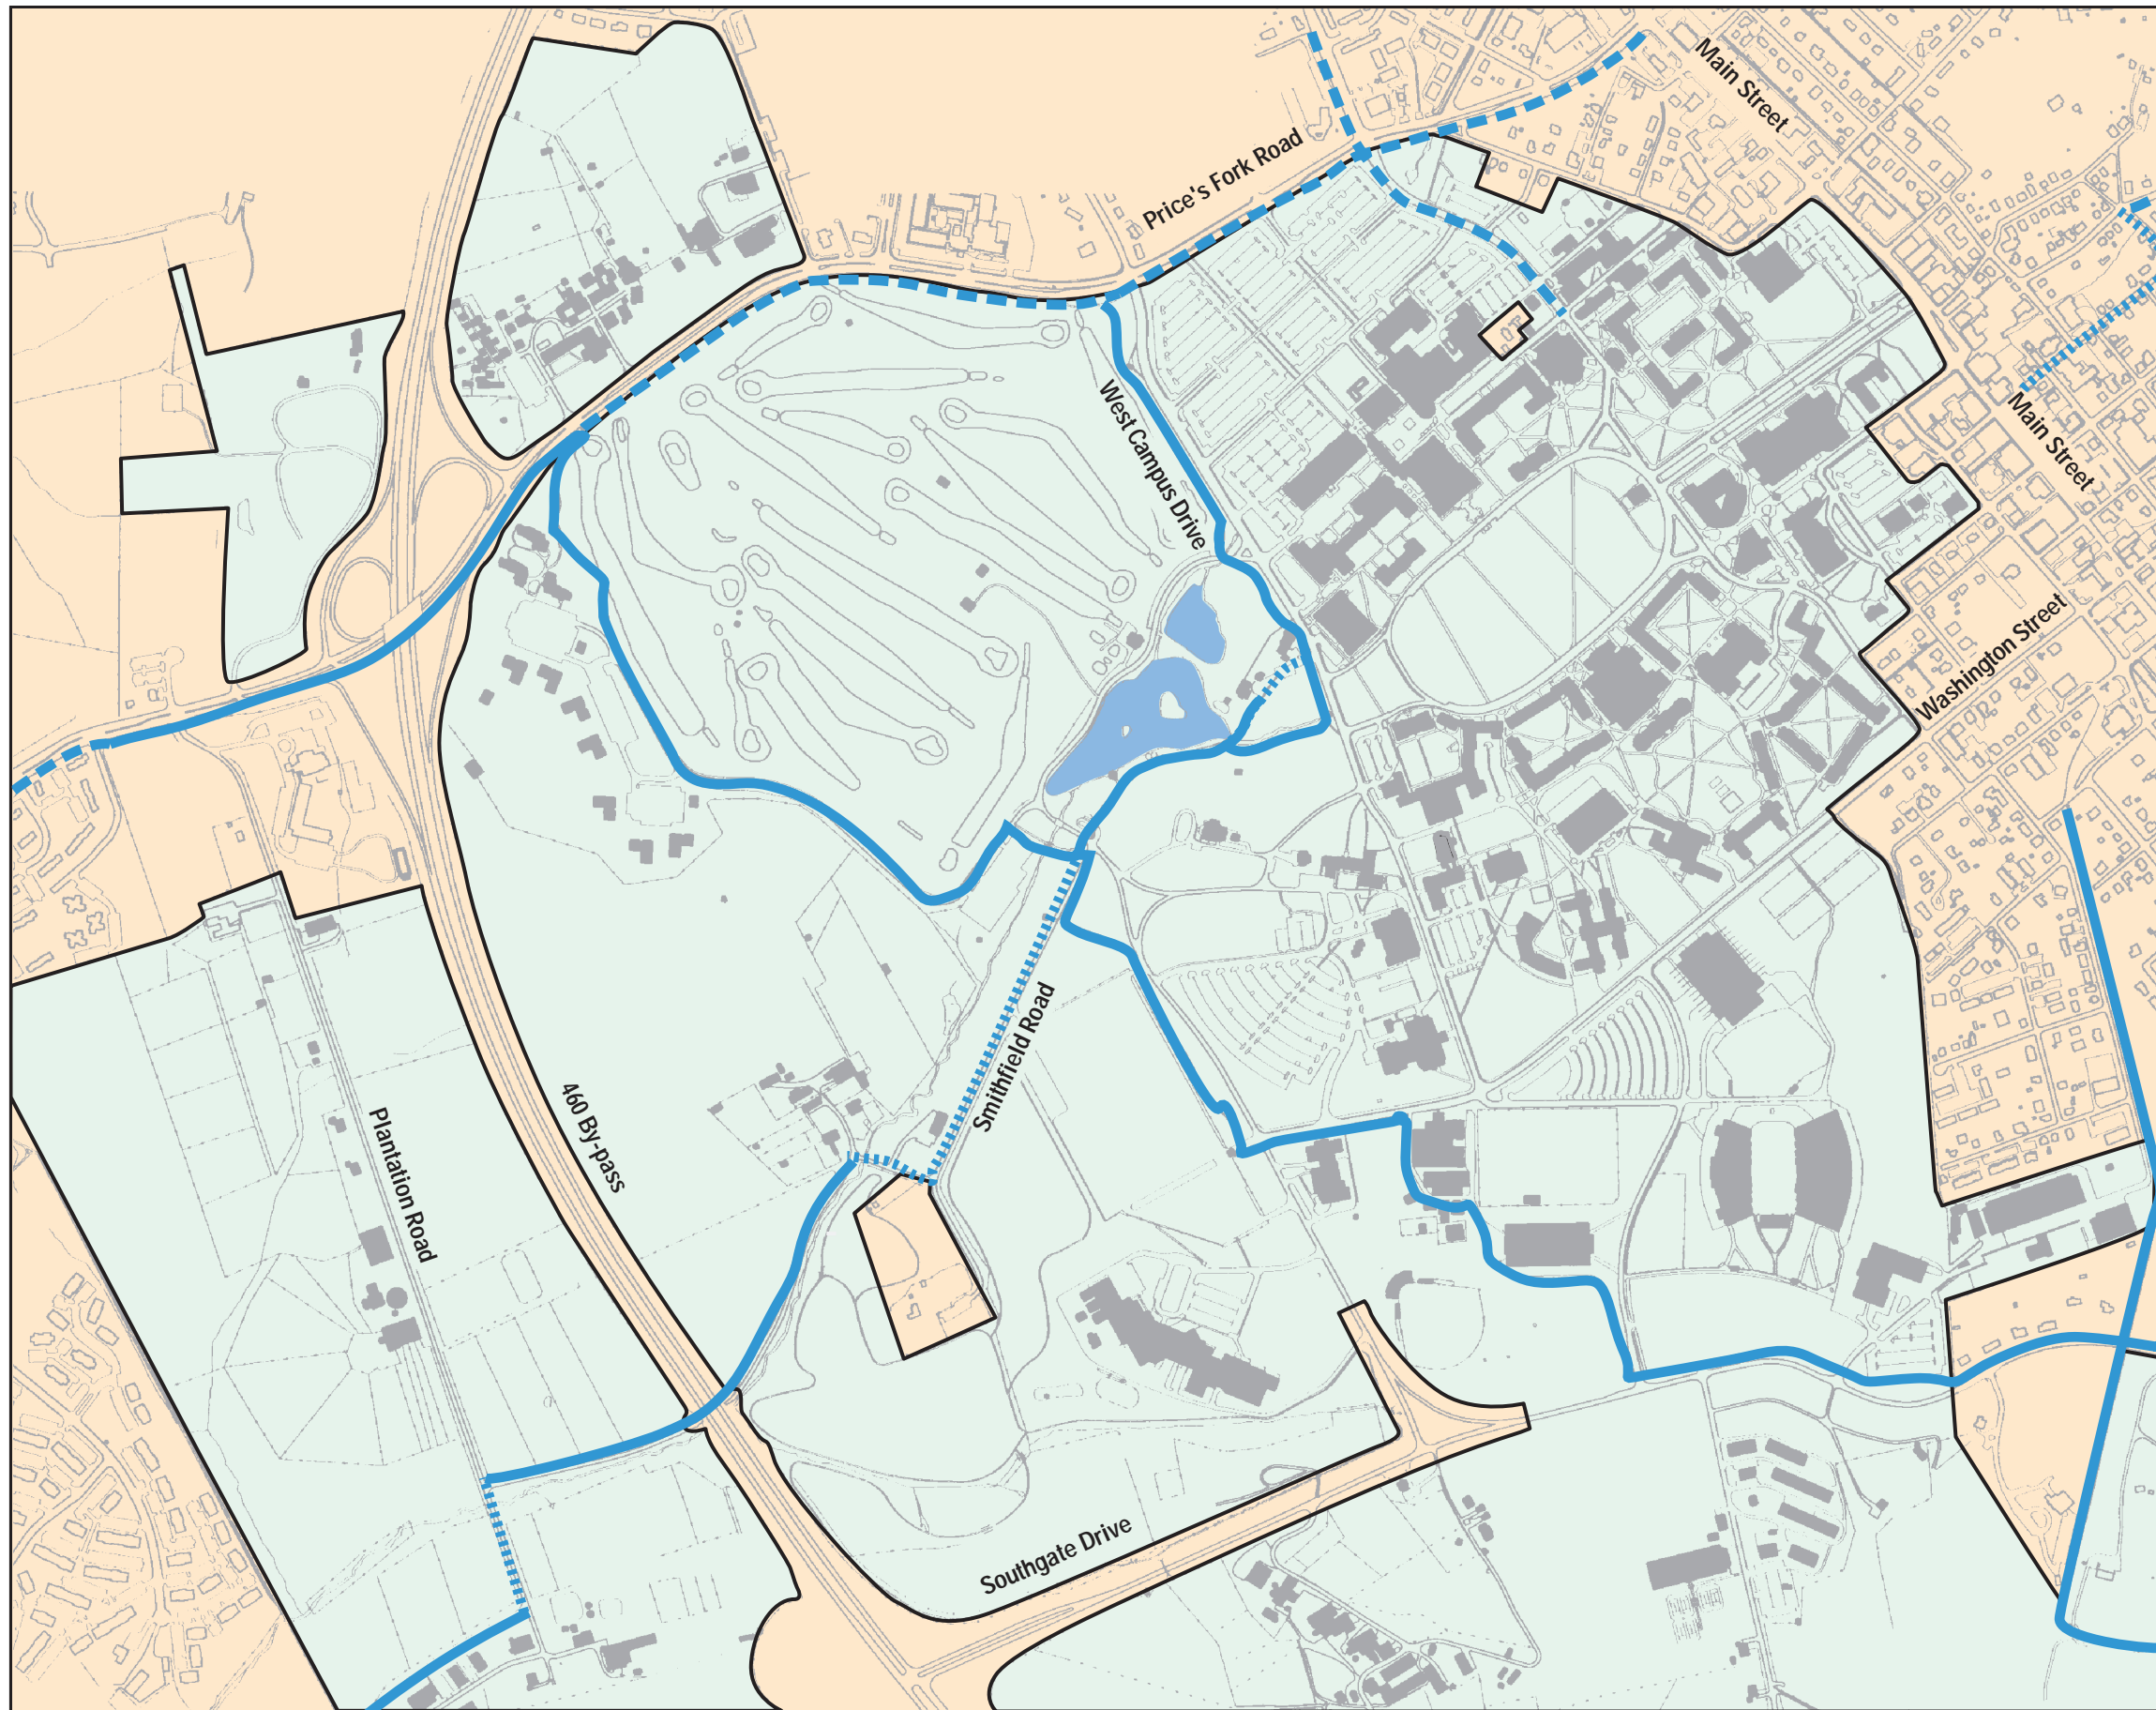 Main Street
Price's Fork Road
West Campus Drive
Main Street
Washington Street
Smithfield Road
460 By-pass
Plantation Road
Southgate Drive